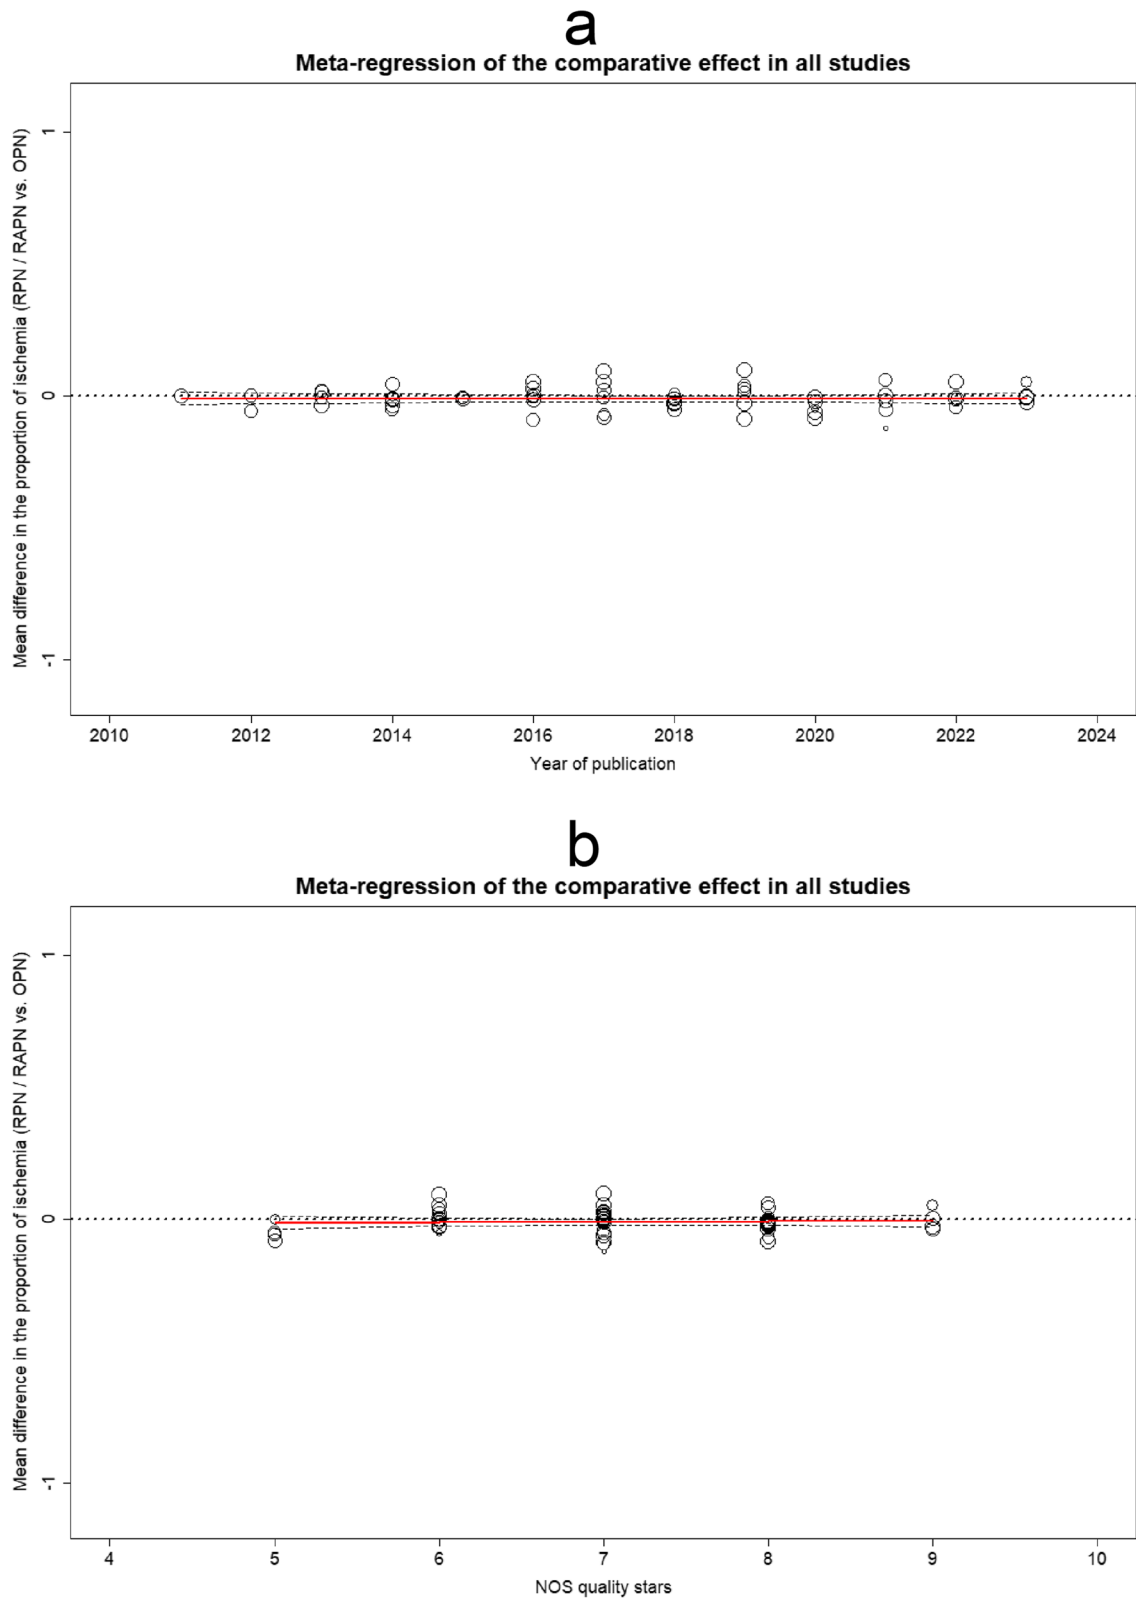 a
Meta-regression of the comparative effect in all studies
Mean difference in the proportion of ischemia (RPN / RAPN vs. OPN)
1
0
-1
2010 2012 2014 2016 2018 2020 2022 2024
Year of publication
b
Meta-regression of the comparative effect in all studies
Mean difference in the proportion of ischemia (RPN / RAPN vs. OPN)
1
0
-1
4 5 6 7 8 9 10
NOS quality stars